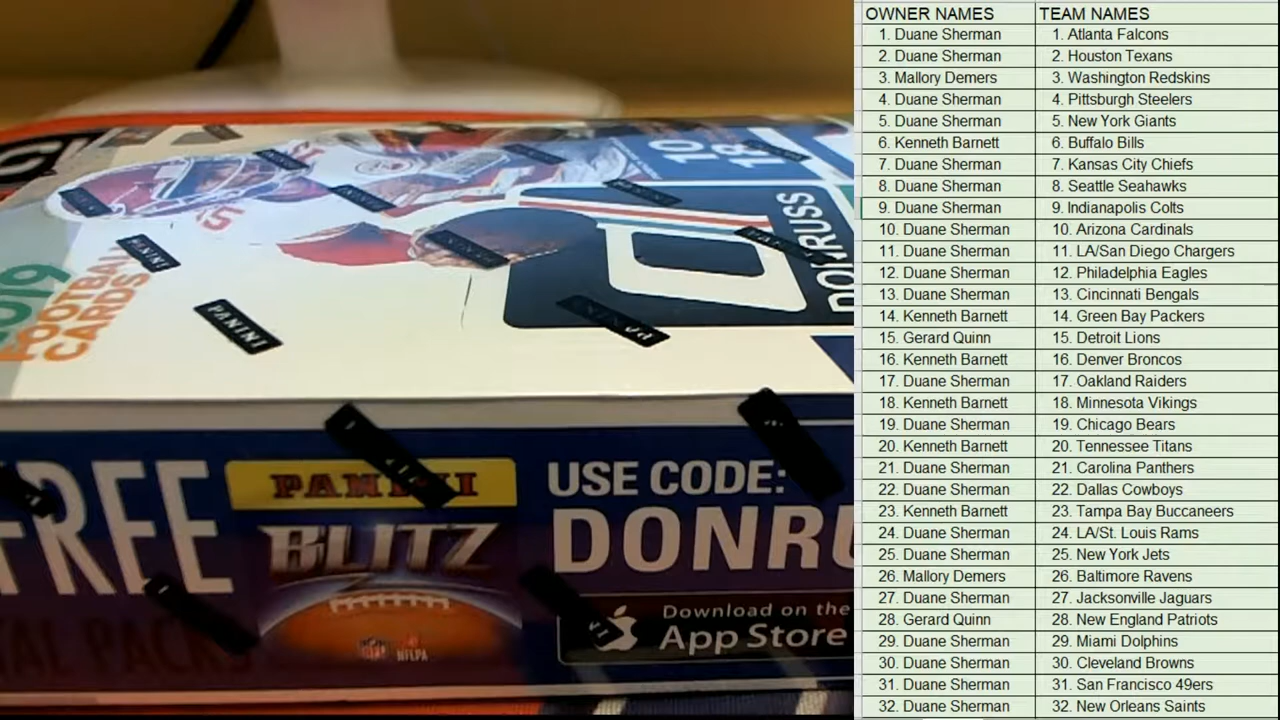 10
18
DONRUSS
2019
FOOTBALL
CARDS
PANINI
PANINI
PANINI
PANINI
FREE
PANINI
BLITZ
NFL
NFLPA
USE CODE:
DONRU
Download on the
App Store
OWNER NAMES TEAM NAMES
1. Duane Sherman 1. Atlanta Falcons
2. Duane Sherman 2. Houston Texans
3. Mallory Demers 3. Washington Redskins
4. Duane Sherman 4. Pittsburgh Steelers
5. Duane Sherman 5. New York Giants
6. Kenneth Barnett 6. Buffalo Bills
7. Duane Sherman 7. Kansas City Chiefs
8. Duane Sherman 8. Seattle Seahawks
9. Duane Sherman 9. Indianapolis Colts
10. Duane Sherman 10. Arizona Cardinals
11. Duane Sherman 11. LA/San Diego Chargers
12. Duane Sherman 12. Philadelphia Eagles
13. Duane Sherman 13. Cincinnati Bengals
14. Kenneth Barnett 14. Green Bay Packers
15. Gerard Quinn 15. Detroit Lions
16. Kenneth Barnett 16. Denver Broncos
17. Duane Sherman 17. Oakland Raiders
18. Kenneth Barnett 18. Minnesota Vikings
19. Duane Sherman 19. Chicago Bears
20. Kenneth Barnett 20. Tennessee Titans
21. Duane Sherman 21. Carolina Panthers
22. Duane Sherman 22. Dallas Cowboys
23. Kenneth Barnett 23. Tampa Bay Buccaneers
24. Duane Sherman 24. LA/St. Louis Rams
25. Duane Sherman 25. New York Jets
26. Mallory Demers 26. Baltimore Ravens
27. Duane Sherman 27. Jacksonville Jaguars
28. Gerard Quinn 28. New England Patriots
29. Duane Sherman 29. Miami Dolphins
30. Duane Sherman 30. Cleveland Browns
31. Duane Sherman 31. San Francisco 49ers
32. Duane Sherman 32. New Orleans Saints